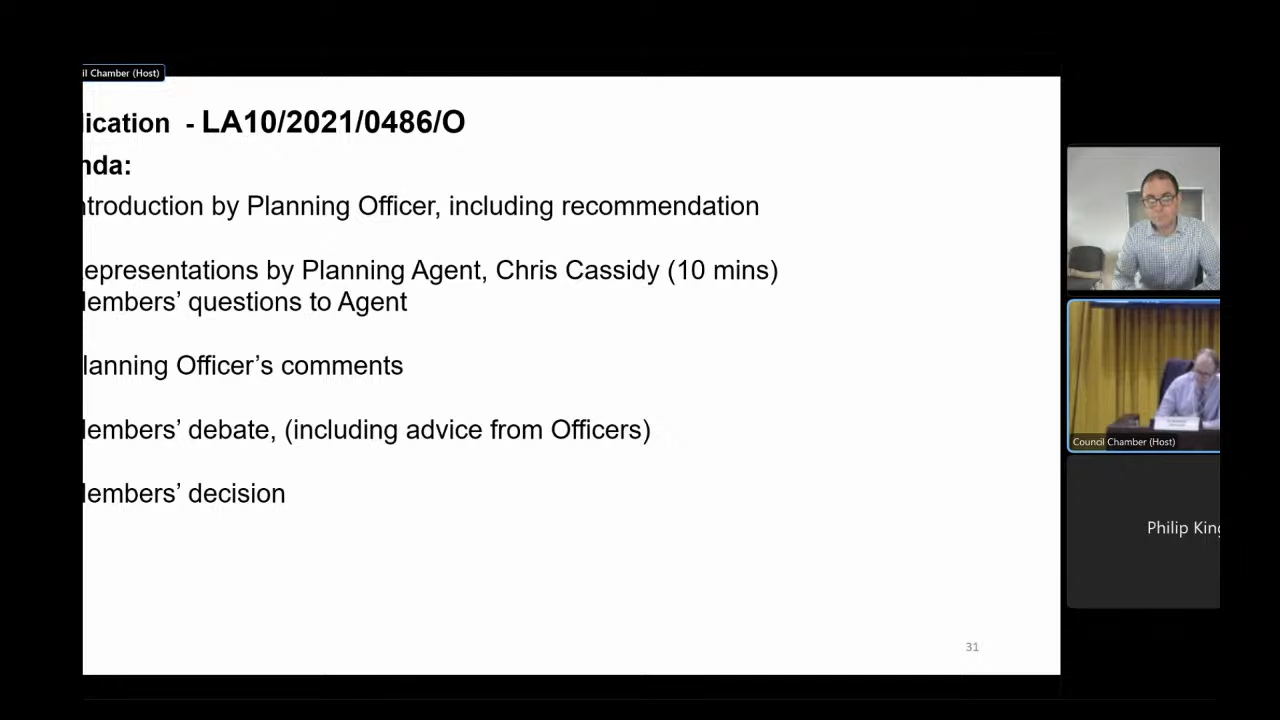 il Chamber (Host)
lication - LA10/2021/0486/O
nda:
ntroduction by Planning Officer, including recommendation
epresentations by Planning Agent, Chris Cassidy (10 mins)
lembers’ questions to Agent
lanning Officer’s comments
lembers’ debate, (including advice from Officers)
lembers’ decision
31
Council Chamber (Host)
Philip King